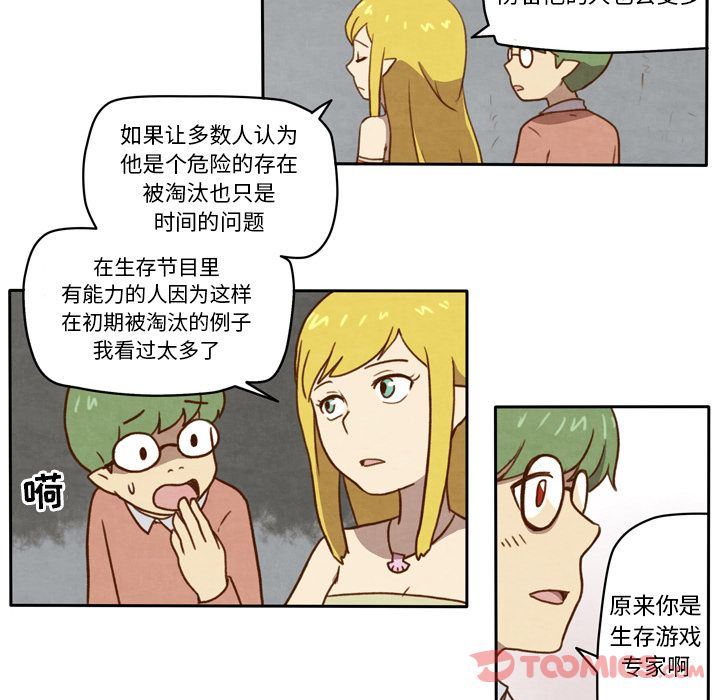 如果让多数人认为
他是个危险的存在
被淘汰也只是
时间的问题
在生存节目里
有能力的人因为这样
在初期被淘汰的例子
我看过太多了
嗬
原来你是
生存游戏
专家啊
TOOMICS.COM